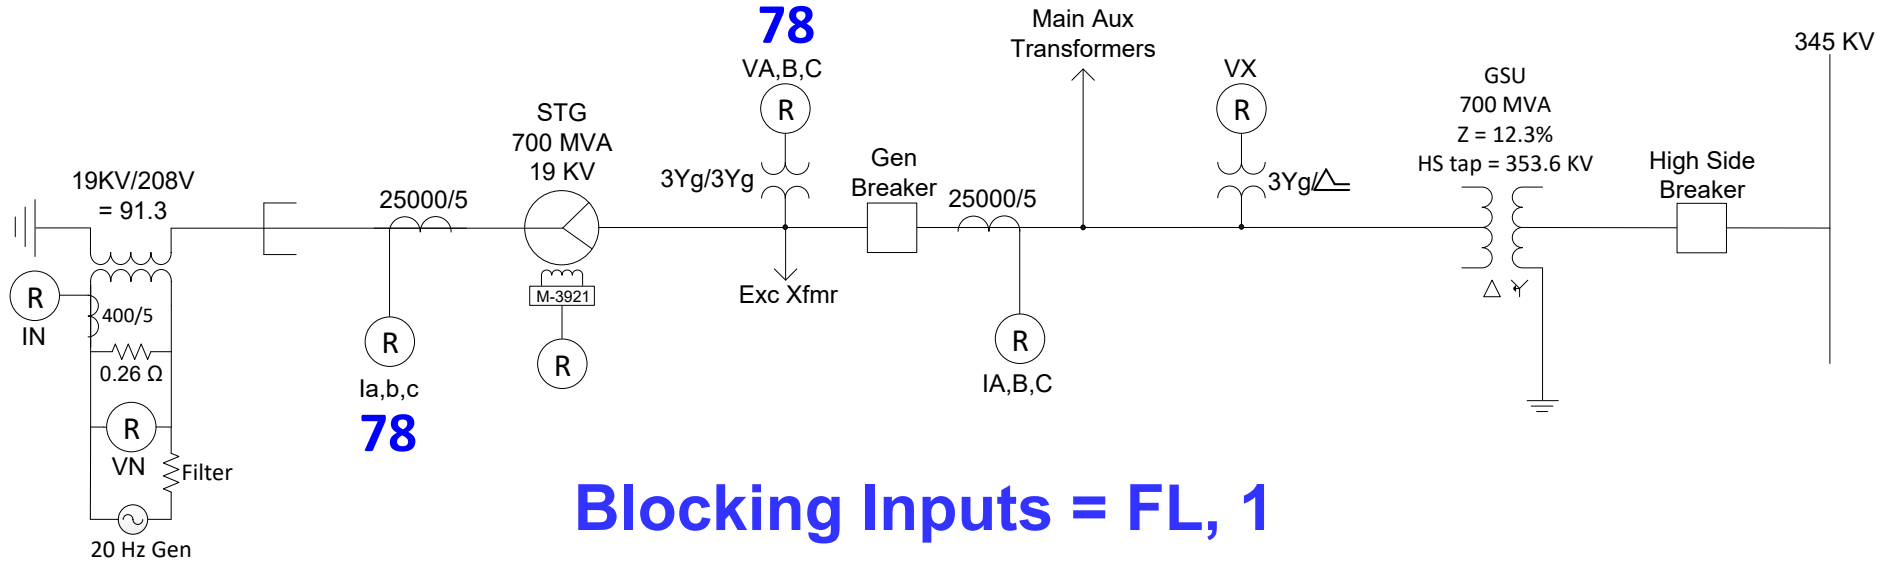 78
VA,B,C
R
Main Aux
Transformers
345 KV
VX
R
GSU
700 MVA
Z = 12.3%
HS tap = 353.6 KV
STG
700 MVA
19 KV
3Yg/3Yg
Gen
Breaker
3Yg/
High Side
Breaker
19KV/208V
= 91.3
25000/5
25000/5
R
IN
400/5
M-3921
Exc Xfmr
0.26 Ω
R
Ia,b,c
78
R
R
IA,B,C
R
VN
Filter
20 Hz Gen
Blocking Inputs = FL, 1